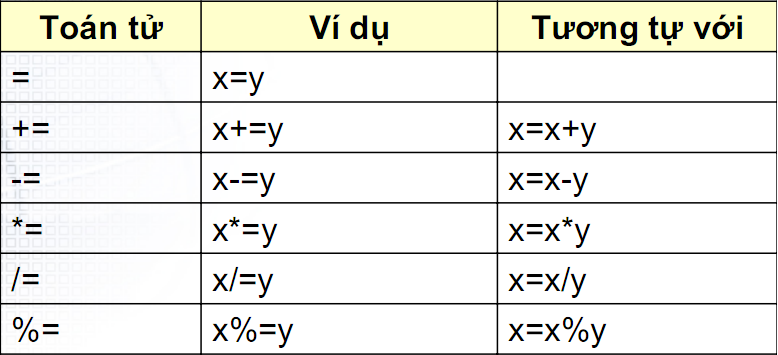 Toán tử Ví dụ Tương tự với
= x=y
+= x+=y x=x+y
-= x-=y x=x-y
*= x*=y x=x*y
/= x/=y x=x/y
%= x%=y x=x%y